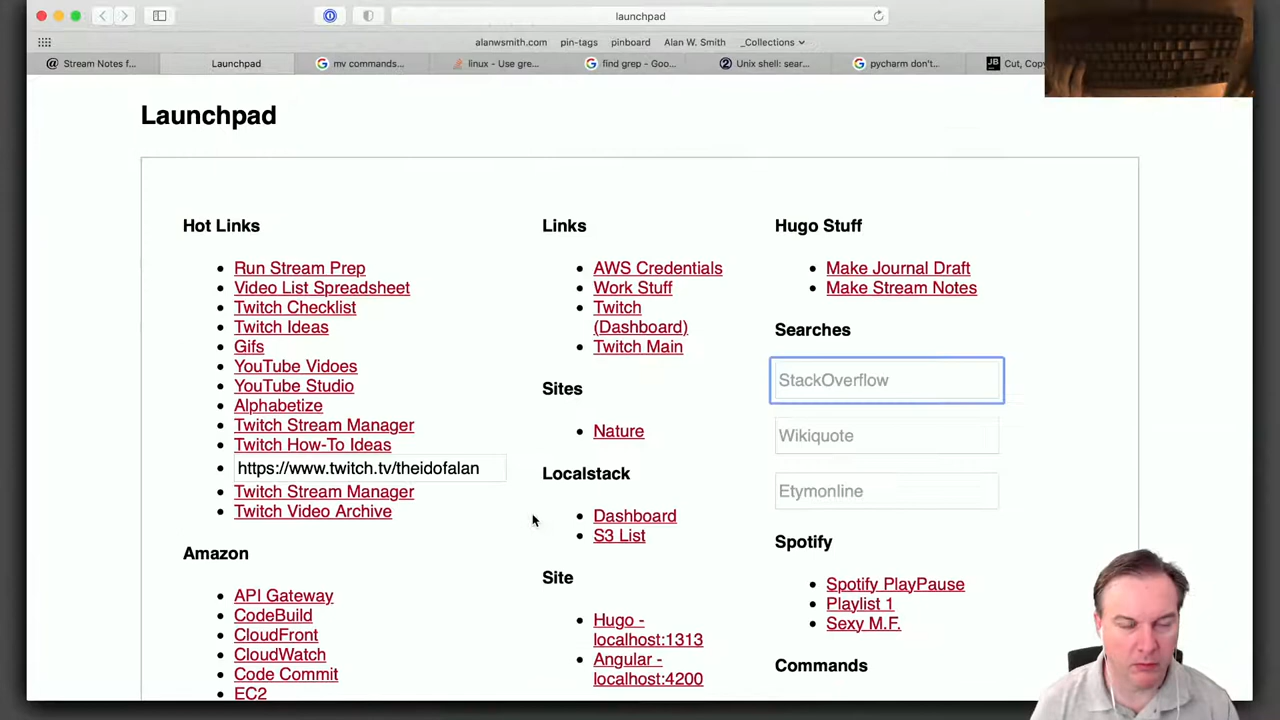 launchpad
alanwsmith.com
pin-tags
pinboard
Alan W. Smith
_Collections
@ Stream Notes f...
Launchpad
mv commands...
linux - Use gre...
find grep - Goo...
Unix shell: sear...
pycharm don't...
JB Cut, Copy
Launchpad
Hot Links
Run Stream Prep
Video List Spreadsheet
Twitch Checklist
Twitch Ideas
Gifs
YouTube Vidoes
YouTube Studio
Alphabetize
Twitch Stream Manager
Twitch How-To Ideas
https://www.twitch.tv/theidofalan
Twitch Stream Manager
Twitch Video Archive
Amazon
API Gateway
CodeBuild
CloudFront
CloudWatch
Code Commit
EC2
Links
AWS Credentials
Work Stuff
Twitch
(Dashboard)
Twitch Main
Sites
Nature
Localstack
Dashboard
S3 List
Site
Hugo -
localhost:1313
Angular -
localhost:4200
Hugo Stuff
Make Journal Draft
Make Stream Notes
Searches
StackOverflow
Wikiquote
Etymonline
Spotify
Spotify PlayPause
Playlist 1
Sexy M.F.
Commands